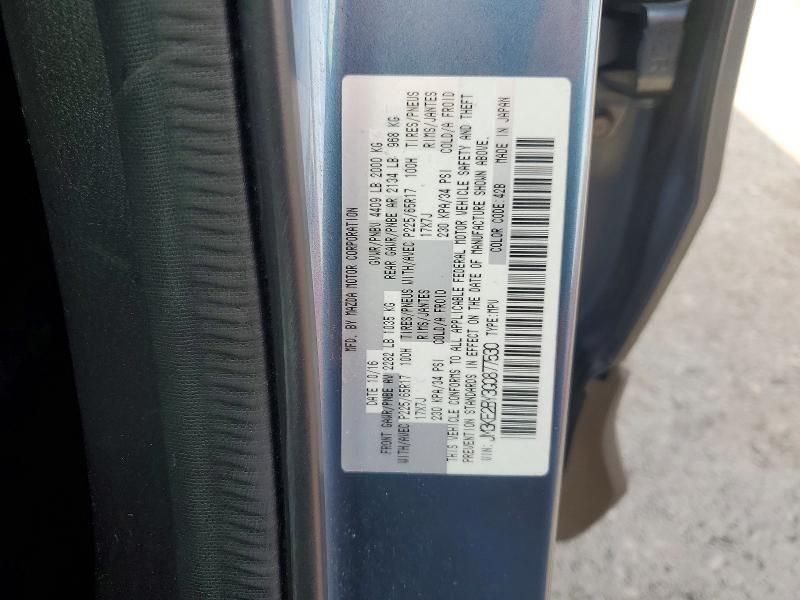 MFD. BY MAZDA MOTOR CORPORATION
DATE 10/16 GVWR/PNBV 4409 LB 2000 KG
FRONT GAWR/PNBE AV 2282 LB 1035 KG REAR GAWR/PNBE AR 2134 LB 968 KG
WITH/AVEC P225/65R17 100H TIRES/PNEUS WITH/AVEC P225/65R17 100H TIRES/PNEUS
17X7J RIMS/JANTES 17X7J RIMS/JANTES
230 KPA/34 PSI COLD/A FROID 230 KPA/34 PSI COLD/A FROID
THIS VEHICLE CONFORMS TO ALL APPLICABLE FEDERAL MOTOR VEHICLE SAFETY AND THEFT
PREVENTION STANDARDS IN EFFECT ON THE DATE OF MANUFACTURE SHOWN ABOVE.
VIN: JM3KE2BY3G0877530 TYPE: MPV COLOR CODE: 42B MADE IN JAPAN